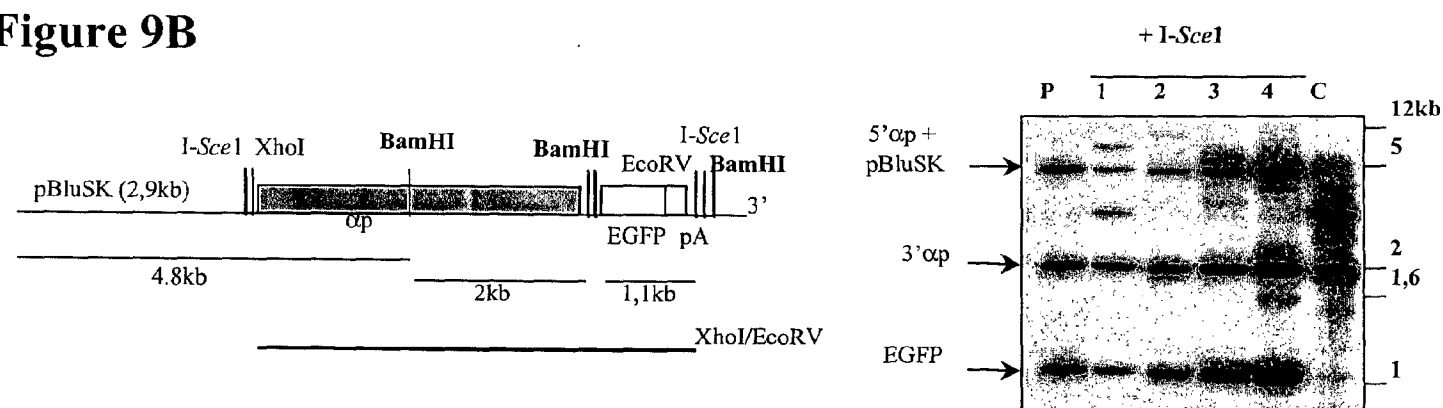 Figure 9B
I-Sce1 XhoI
BamHI
BamHI
I-Sce1
EcoRV
BamHI
pBluSK (2,9kb)
αp
EGFP pA
3'
4.8kb
2kb
1,1kb
XhoI/EcoRV
+ I-Sce1
P 1 2 3 4 C
5'αp +
pBluSK
3'αp
EGFP
12kb
5
2
1,6
1